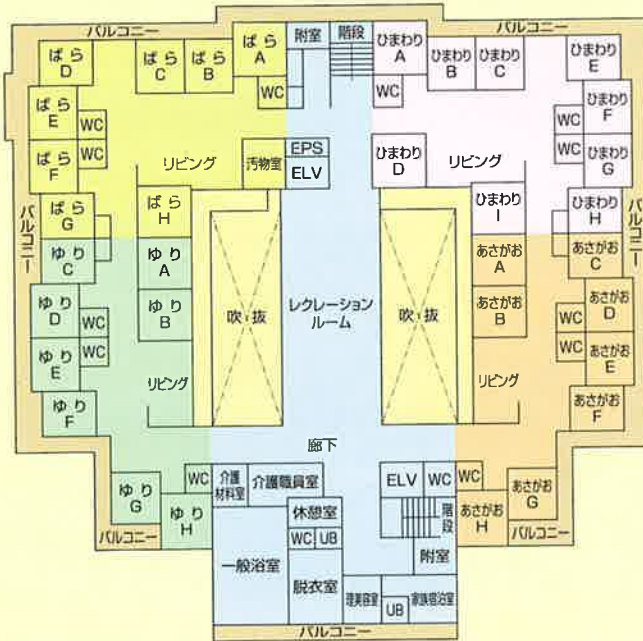 バルコニー
附室
階段
バルコニー
ばら
D
ばら
C
ばら
B
ばら
A
ひまわり
A
ひまわり
B
ひまわり
C
ひまわり
E
ばら
E
WC
WC
WC
ひまわり
F
WC
WC
EPS
ばら
F
WC
リビング
汚物室
ELV
ひまわり
D
リビング
WC
ひまわり
G
バルコニー
ばら
G
ばら
H
ひまわり
I
ひまわり
H
バルコニー
ゆり
C
ゆり
A
あさがお
A
あさがお
C
ゆり
D
WC
ゆり
B
吹・抜
レクレーション
ルーム
吹・抜
あさがお
B
WC
あさがお
D
ゆり
E
WC
WC
あさがお
E
リビング
リビング
ゆり
F
あさがお
F
廊下
ゆり
G
ゆり
H
WC
介護
材料室
介護職員室
ELV
WC
WC
あさがお
H
あさがお
G
バルコニー
休憩室
階段
バルコニー
WC
UB
附室
一般浴室
脱衣室
理美容室
UB
家族宿泊室
バルコニー